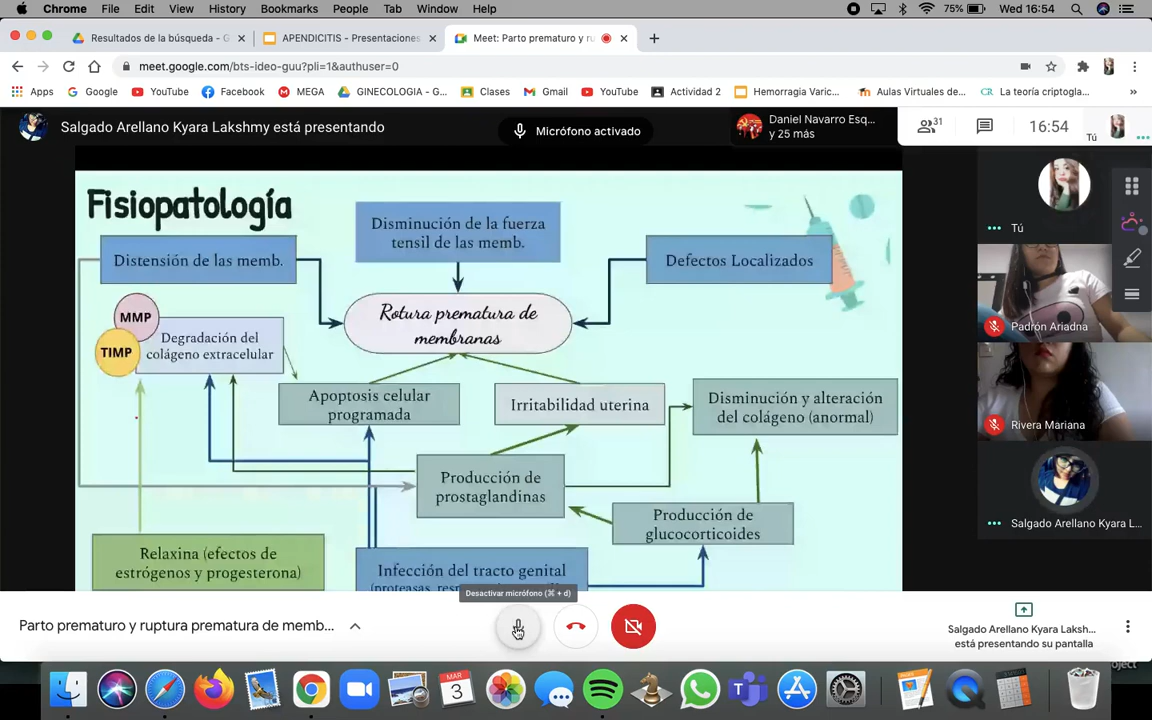 Chrome File Edit View History Bookmarks People Tab Window Help 75% Wed 16:54
Resultados de la búsqueda - G
APENDICITIS - Presentaciones
Meet: Parto prematuro y ru
meet.google.com/bts-ideo-guu?pli=1&authuser=0
Apps Google YouTube Facebook MEGA GINECOLOGIA - G... Clases Gmail YouTube Actividad 2 Hemorragia Varic... Aulas Virtuales de... La teoría criptogla... »
Salgado Arellano Kyara Lakshmy está presentando
Micrófono activado
Daniel Navarro Esq...
y 25 más
31
16:54
Tú
Fisiopatología
Disminución de la fuerza
tensil de las memb.
Distensión de las memb.
Defectos Localizados
Rotura prematura de
membranas
MMP
TIMP
Degradación del
colágeno extracelular
Apoptosis celular
programada
Irritabilidad uterina
Disminución y alteración
del colágeno (anormal)
Producción de
prostaglandinas
Producción de
glucocorticoides
Relaxina (efectos de
estrógenos y progesterona)
Infección del tracto genital
Tú
Padrón Ariadna
Rivera Mariana
Salgado Arellano Kyara L...
Desactivar micrófono (⌘ + d)
Parto prematuro y ruptura prematura de memb...
Salgado Arellano Kyara Laksh...
está presentando su pantalla
MAR
3